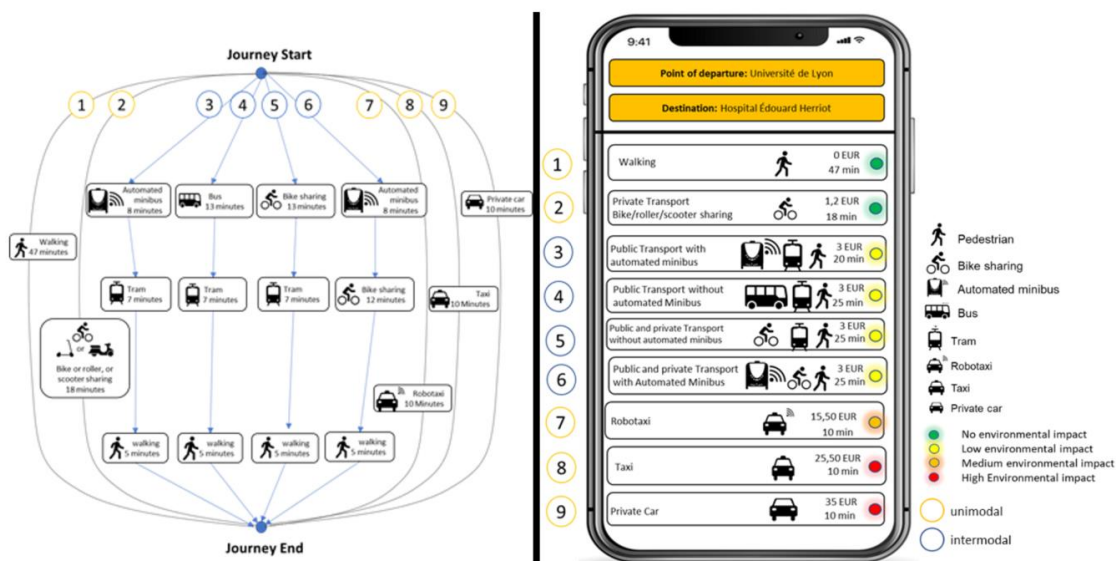 Journey Start
1
2
3
4
5
6
7
8
9
Automated
minibus
8 minutes
Bus
13 minutes
Bike sharing
13 minutes
Automated
minibus
8 minutes
Private car
10 minutes
Walking
47 minutes
Tram
7 minutes
Tram
7 minutes
Tram
7 minutes
Bike sharing
12 minutes
Taxi
10 Minutes
or
Bike or roller, or
scooter sharing
18 minutes
Robotaxi
10 Minutes
walking
5 minutes
walking
5 minutes
walking
5 minutes
walking
5 minutes
Journey End
9:41
Point of departure: Université de Lyon
Destination: Hospital Édouard Herriot
1
Walking
0 EUR
47 min
2
Private Transport
Bike/roller/scooter sharing
1,2 EUR
18 min
3
Public Transport with
automated minibus
3 EUR
20 min
4
Public Transport without
automated Minibus
3 EUR
25 min
5
Public and private Transport
without automated minibus
3 EUR
25 min
6
Public and private Transport
with Automated Minibus
3 EUR
25 min
7
Robotaxi
15,50 EUR
10 min
8
Taxi
25,50 EUR
10 min
9
Private Car
35 EUR
10 min
Pedestrian
Bike sharing
Automated minibus
Bus
Tram
Robotaxi
Taxi
Private car
No environmental impact
Low environmental impact
Medium environmental impact
High Environmental impact
unimodal
intermodal